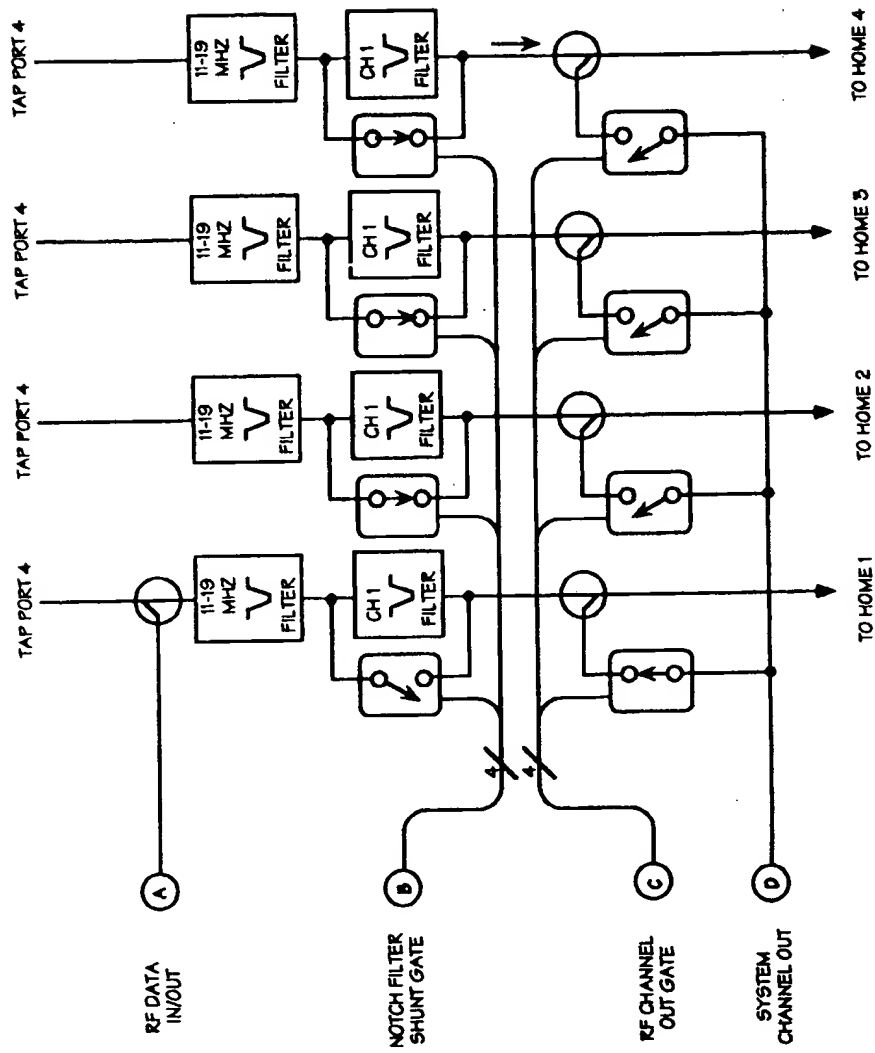 TAP PORT 4
TAP PORT 4
TAP PORT 4
TAP PORT 4
11-19
MHZ
FILTER
11-19
MHZ
FILTER
11-19
MHZ
FILTER
11-19
MHZ
FILTER
CH 1
FILTER
CH 1
FILTER
CH 1
FILTER
CH 1
FILTER
4
4
A
B
C
D
RF DATA
IN/OUT
NOTCH FILTER
SHUNT GATE
RF CHANNEL
OUT GATE
SYSTEM
CHANNEL OUT
TO HOME 1
TO HOME 2
TO HOME 3
TO HOME 4